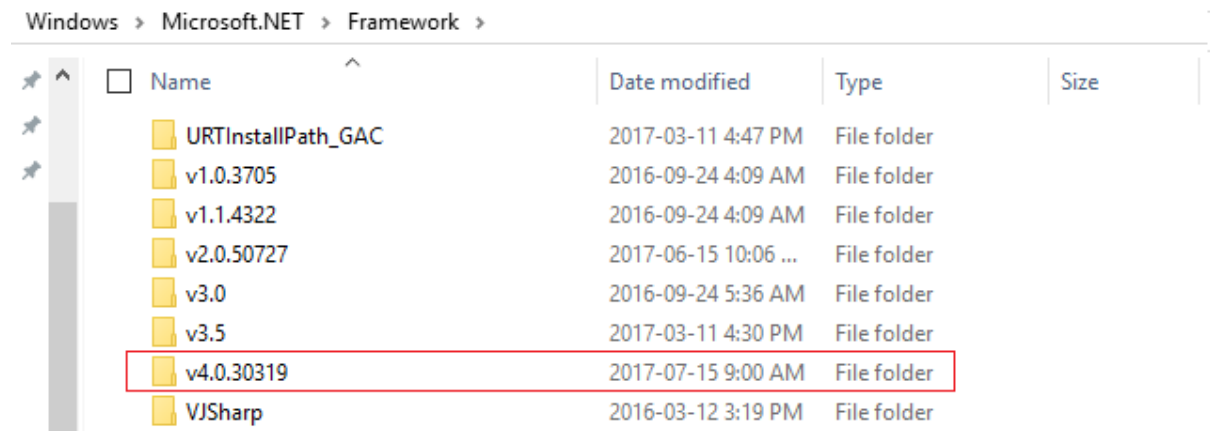 Windows > Microsoft.NET > Framework >
Name Date modified Type Size
URTInstallPath_GAC 2017-03-11 4:47 PM File folder
v1.0.3705 2016-09-24 4:09 AM File folder
v1.1.4322 2016-09-24 4:09 AM File folder
v2.0.50727 2017-06-15 10:06 ... File folder
v3.0 2016-09-24 5:36 AM File folder
v3.5 2017-03-11 4:30 PM File folder
v4.0.30319 2017-07-15 9:00 AM File folder
VJSharp 2016-03-12 3:19 PM File folder